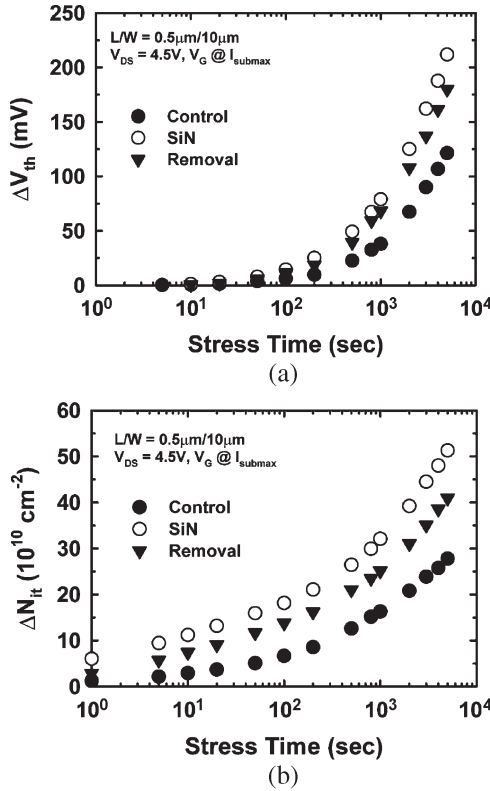 L/W = 0.5μm/10μm
V_DS = 4.5V, V_G @ I_submax
Control
SiN
Removal
ΔV_th (mV)
250
200
150
100
50
0
10^0
10^1
10^2
10^3
10^4
Stress Time (sec)
(a)
L/W = 0.5μm/10μm
V_DS = 4.5V, V_G @ I_submax
Control
SiN
Removal
ΔN_it (10^10 cm^-2)
60
50
40
30
20
10
0
10^0
10^1
10^2
10^3
10^4
Stress Time (sec)
(b)